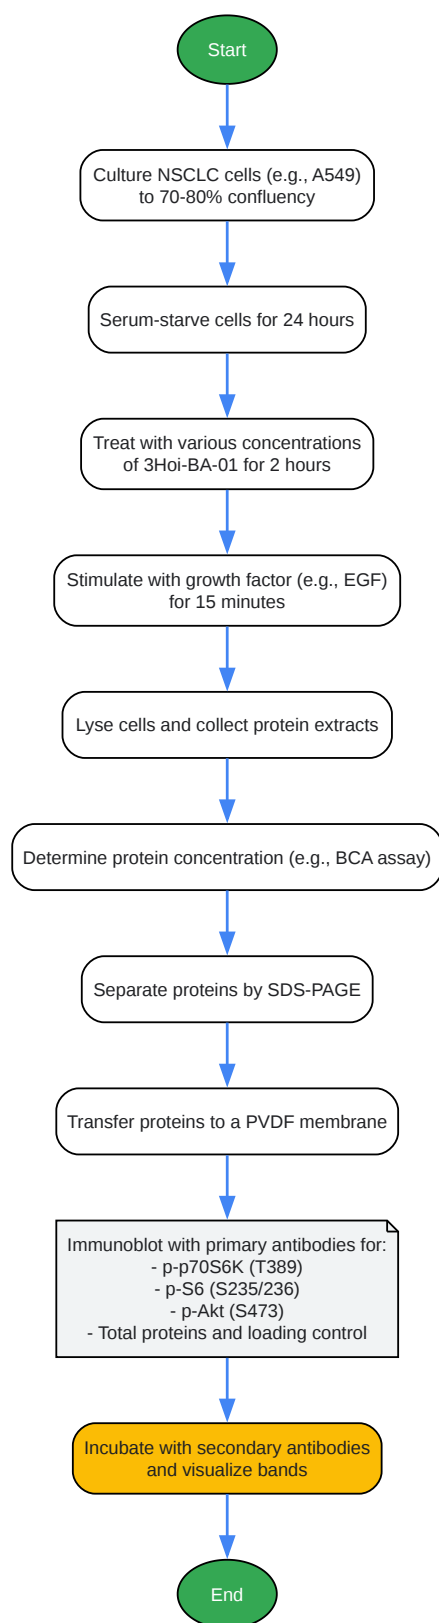 Start
Culture NSCLC cells (e.g., A549)
to 70-80% confluency
Serum-starve cells for 24 hours
Treat with various concentrations
of 3Hoi-BA-01 for 2 hours
Stimulate with growth factor (e.g., EGF)
for 15 minutes
Lyse cells and collect protein extracts
Determine protein concentration (e.g., BCA assay)
Separate proteins by SDS-PAGE
Transfer proteins to a PVDF membrane
Immunoblot with primary antibodies for:
- p-p70S6K (T389)
- p-S6 (S235/236)
- p-Akt (S473)
- Total proteins and loading control
Incubate with secondary antibodies
and visualize bands
End